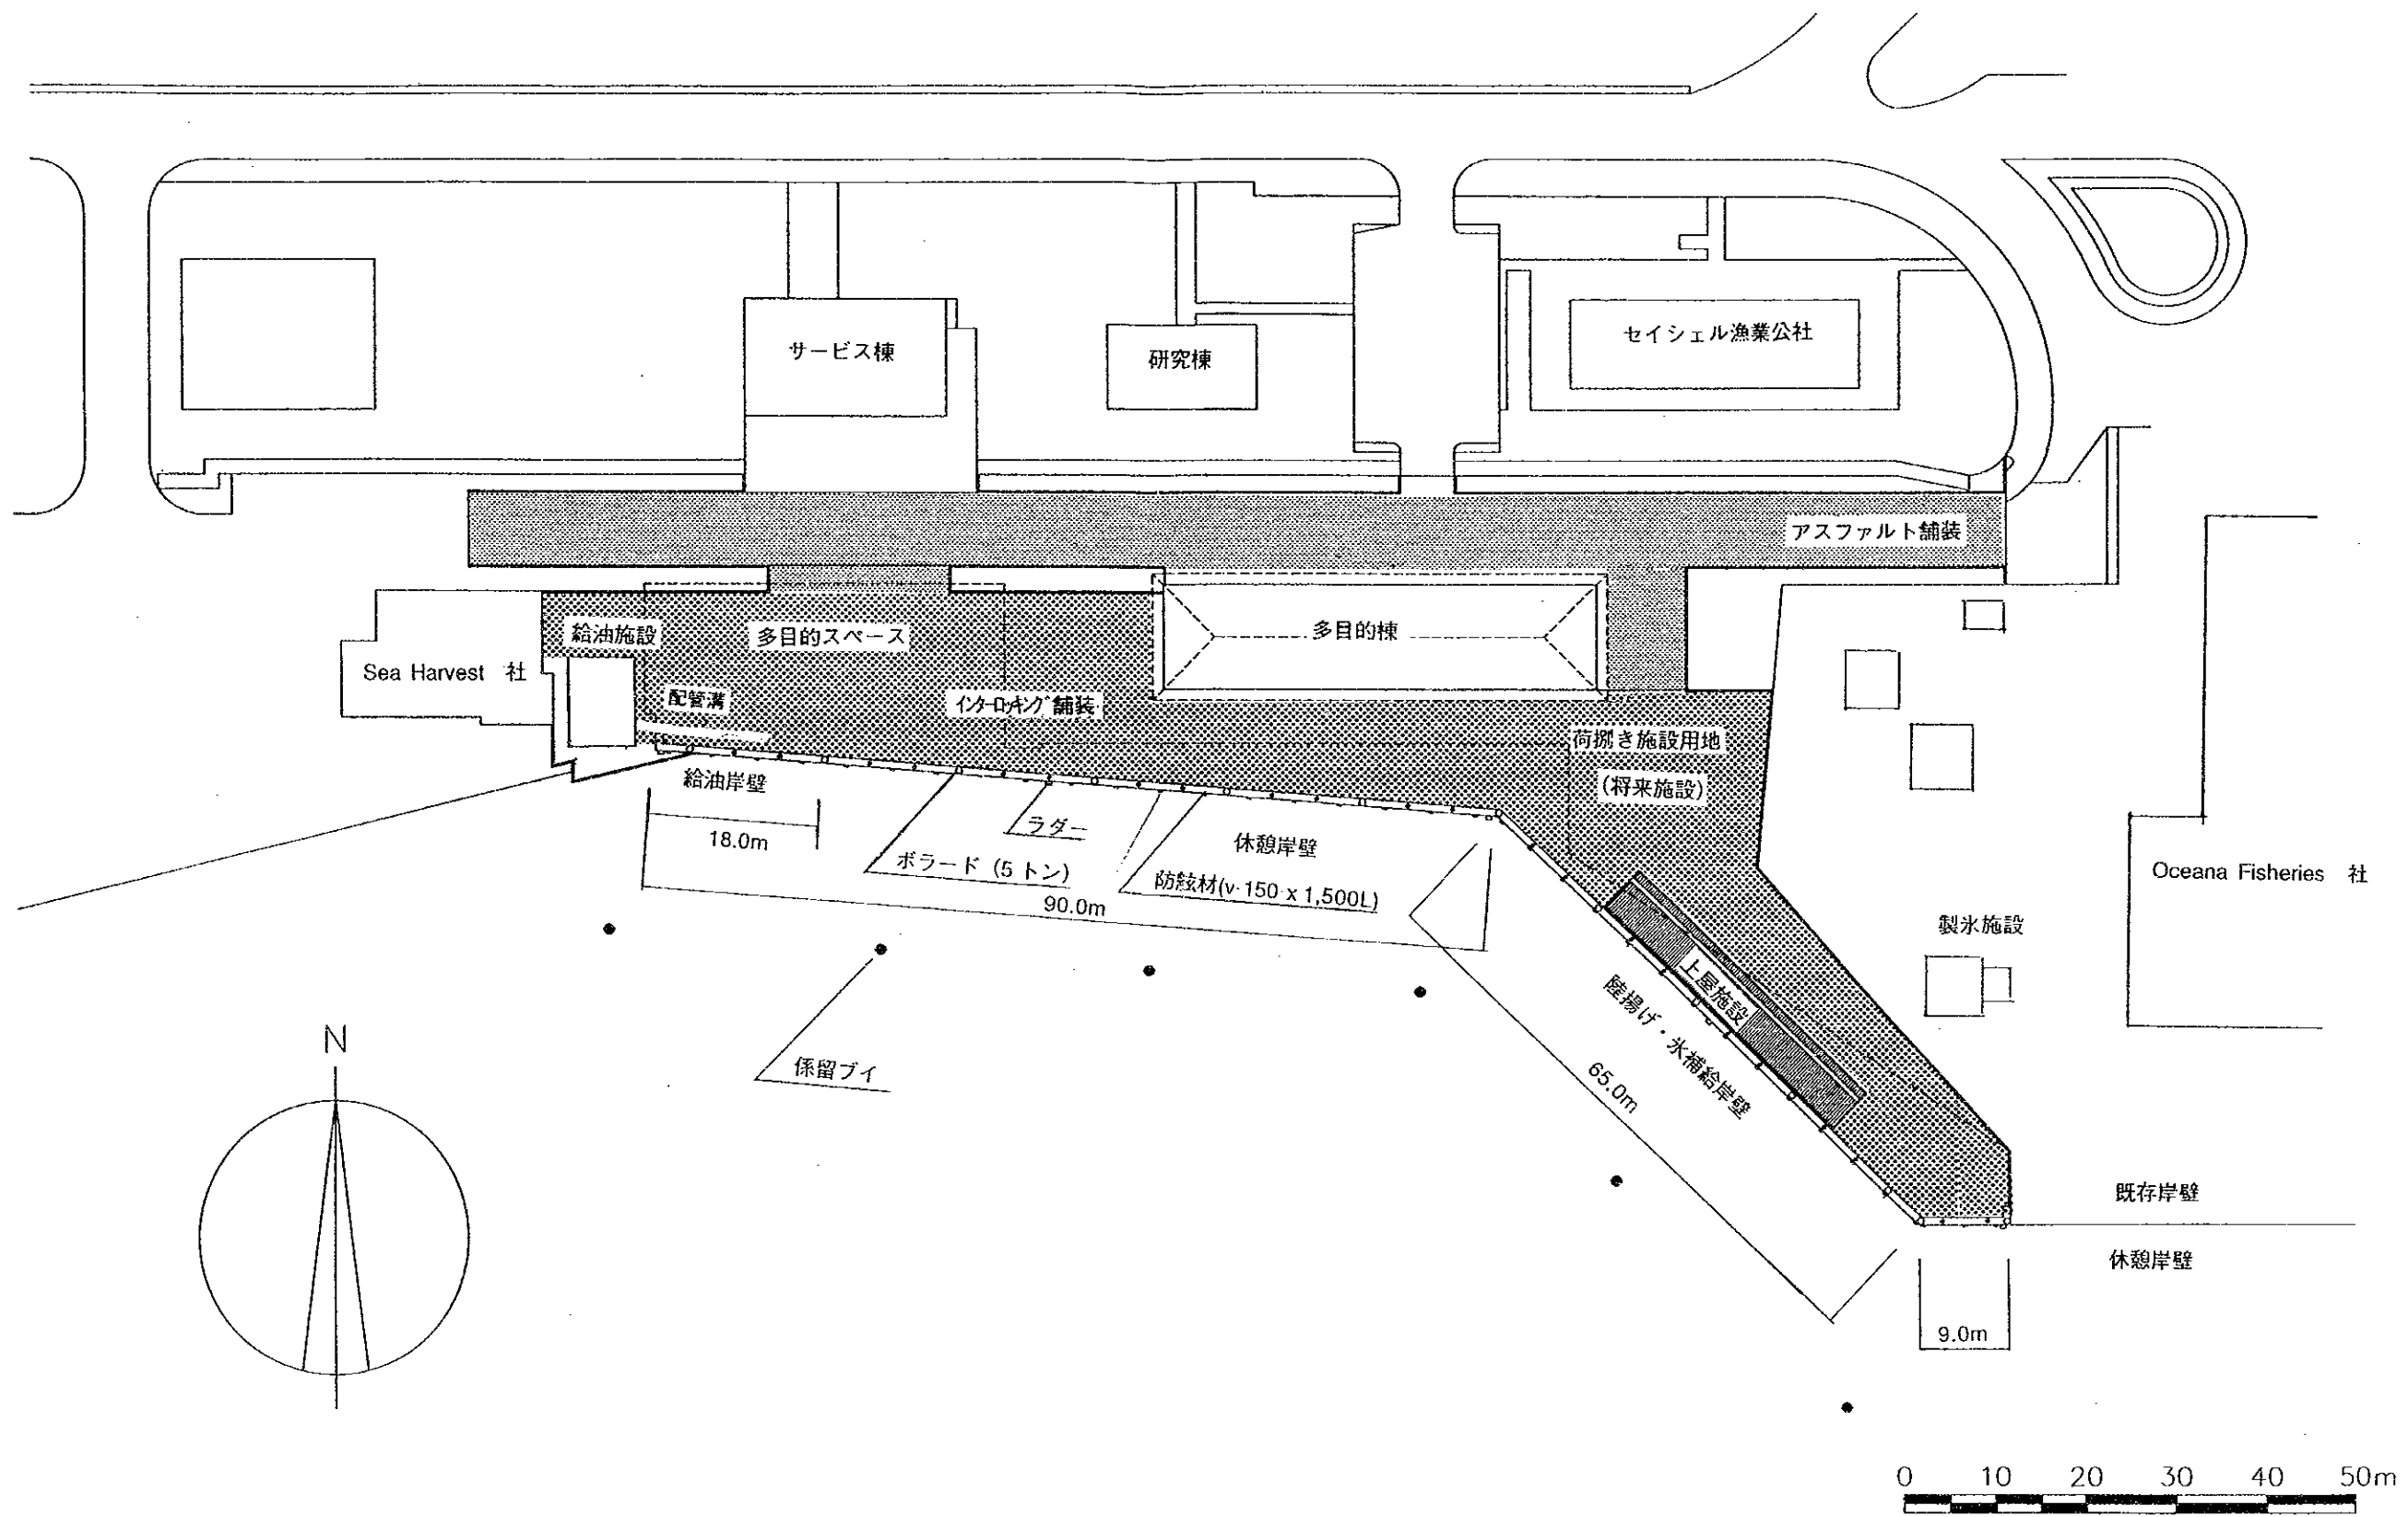 サービス棟
研究棟
セイシェル漁業公社
アスファルト舗装
給油施設
多目的スペース
多目的棟
Sea Harvest 社
配管溝
インターロッキング舗装
荷捌き施設用地
(将来施設)
給油岸壁
18.0m
ラダー
ボラード (5 トン)
休憩岸壁
防舷材(v-150 x 1,500L)
90.0m
Oceana Fisheries 社
製氷施設
上屋施設
陸揚げ・氷補給岸壁
65.0m
係留ブイ
N
既存岸壁
休憩岸壁
9.0m
0 10 20 30 40 50m